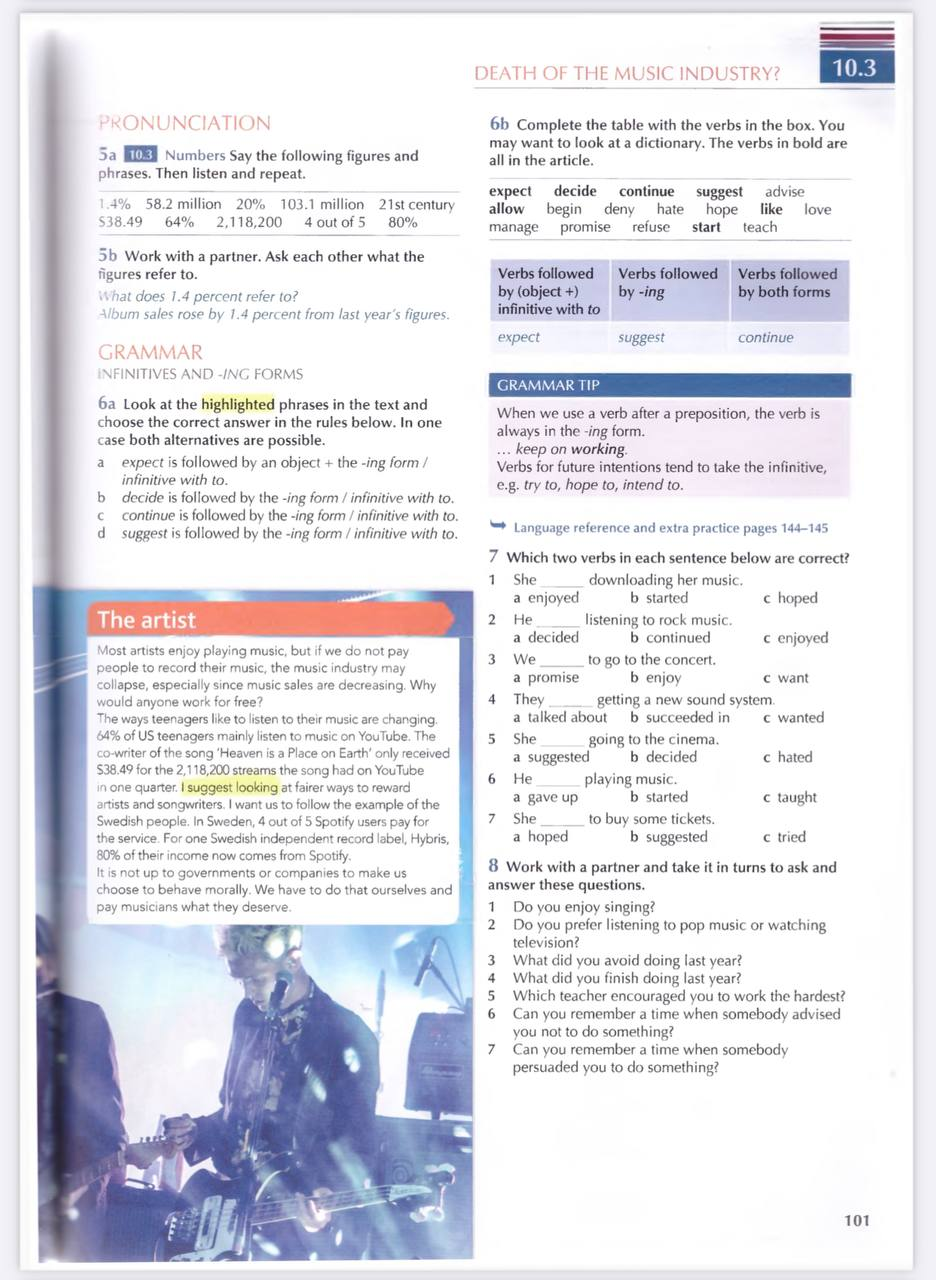 DEATH OF THE MUSIC INDUSTRY?
10.3
PRONUNCIATION
5a 10.3 Numbers Say the following figures and
phrases. Then listen and repeat.
1.4% 58.2 million 20% 103.1 million 21st century
$38.49 64% 2,118,200 4 out of 5 80%
5b Work with a partner. Ask each other what the
figures refer to.
What does 1.4 percent refer to?
Album sales rose by 1.4 percent from last year's figures.
GRAMMAR
INFINITIVES AND -ING FORMS
6a Look at the highlighted phrases in the text and
choose the correct answer in the rules below. In one
case both alternatives are possible.
a expect is followed by an object + the -ing form /
infinitive with to.
b decide is followed by the -ing form / infinitive with to.
c continue is followed by the -ing form / infinitive with to.
d suggest is followed by the -ing form / infinitive with to.
The artist
Most artists enjoy playing music, but if we do not pay
people to record their music, the music industry may
collapse, especially since music sales are decreasing. Why
would anyone work for free?
The ways teenagers like to listen to their music are changing.
64% of US teenagers mainly listen to music on YouTube. The
co-writer of the song 'Heaven is a Place on Earth' only received
$38.49 for the 2,118,200 streams the song had on YouTube
in one quarter. I suggest looking at fairer ways to reward
artists and songwriters. I want us to follow the example of the
Swedish people. In Sweden, 4 out of 5 Spotify users pay for
the service. For one Swedish independent record label, Hybris,
80% of their income now comes from Spotify.
It is not up to governments or companies to make us
choose to behave morally. We have to do that ourselves and
pay musicians what they deserve.
6b Complete the table with the verbs in the box. You
may want to look at a dictionary. The verbs in bold are
all in the article.
expect decide continue suggest advise
allow begin deny hate hope like love
manage promise refuse start teach
Verbs followed by (object +) infinitive with to
Verbs followed by -ing
Verbs followed by both forms
expect suggest continue
GRAMMAR TIP
When we use a verb after a preposition, the verb is
always in the -ing form.
... keep on working.
Verbs for future intentions tend to take the infinitive,
e.g. try to, hope to, intend to.
Language reference and extra practice pages 144–145
7 Which two verbs in each sentence below are correct?
1 She _____ downloading her music.
a enjoyed b started c hoped
2 He _____ listening to rock music.
a decided b continued c enjoyed
3 We _____ to go to the concert.
a promise b enjoy c want
4 They _____ getting a new sound system.
a talked about b succeeded in c wanted
5 She _____ going to the cinema.
a suggested b decided c hated
6 He _____ playing music.
a gave up b started c taught
7 She _____ to buy some tickets.
a hoped b suggested c tried
8 Work with a partner and take it in turns to ask and
answer these questions.
1 Do you enjoy singing?
2 Do you prefer listening to pop music or watching
television?
3 What did you avoid doing last year?
4 What did you finish doing last year?
5 Which teacher encouraged you to work the hardest?
6 Can you remember a time when somebody advised
you not to do something?
7 Can you remember a time when somebody
persuaded you to do something?
101